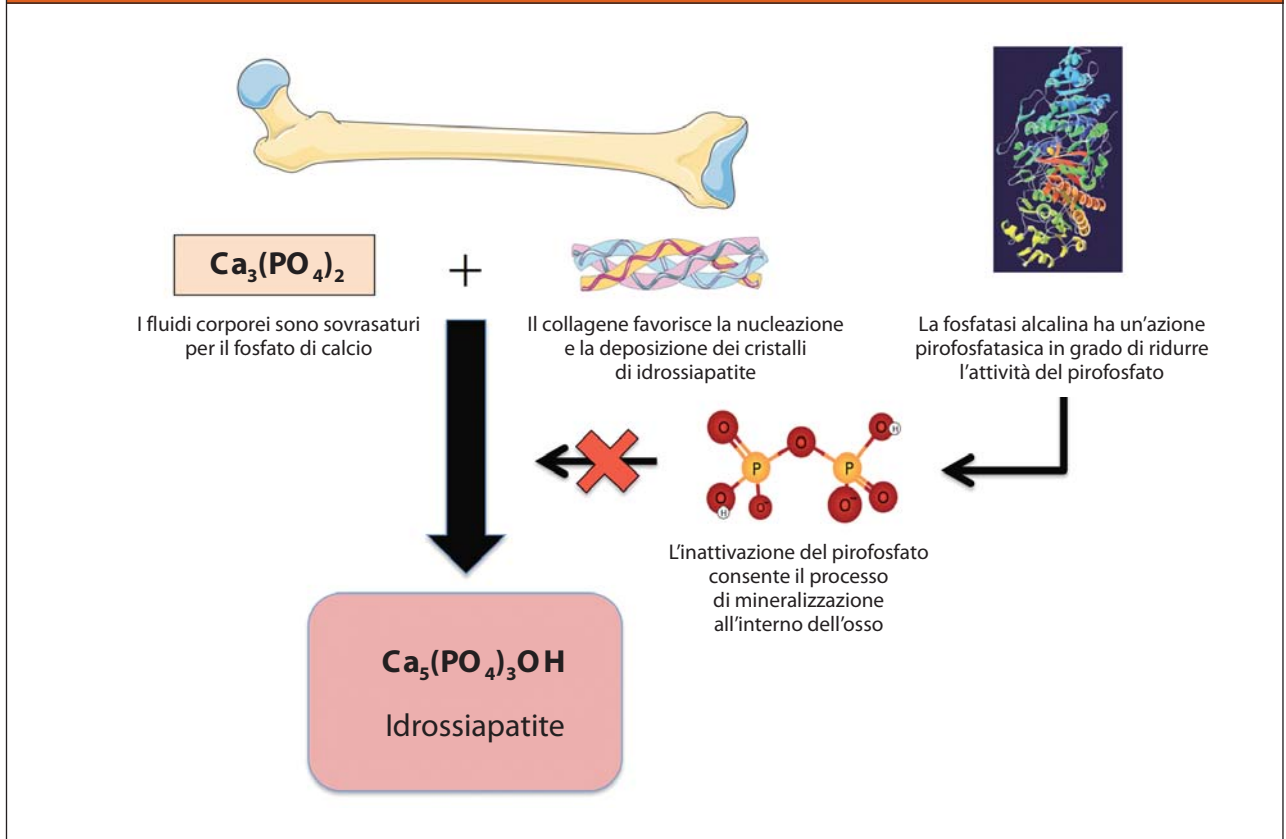 Ca₃(PO₄)₂
+
I fluidi corporei sono sovrasaturi
per il fosfato di calcio
Il collagene favorisce la nucleazione
e la deposizione dei cristalli
di idrossiapatite
La fosfatasi alcalina ha un’azione
pirofosfatasica in grado di ridurre
l’attività del pirofosfato
O
O
O
H
P
P
O
H
O⁻
O⁻
O
L’inattivazione del pirofosfato
consente il processo
di mineralizzazione
all’interno dell’osso
Ca₅(PO₄)₃OH
Idrossiapatite